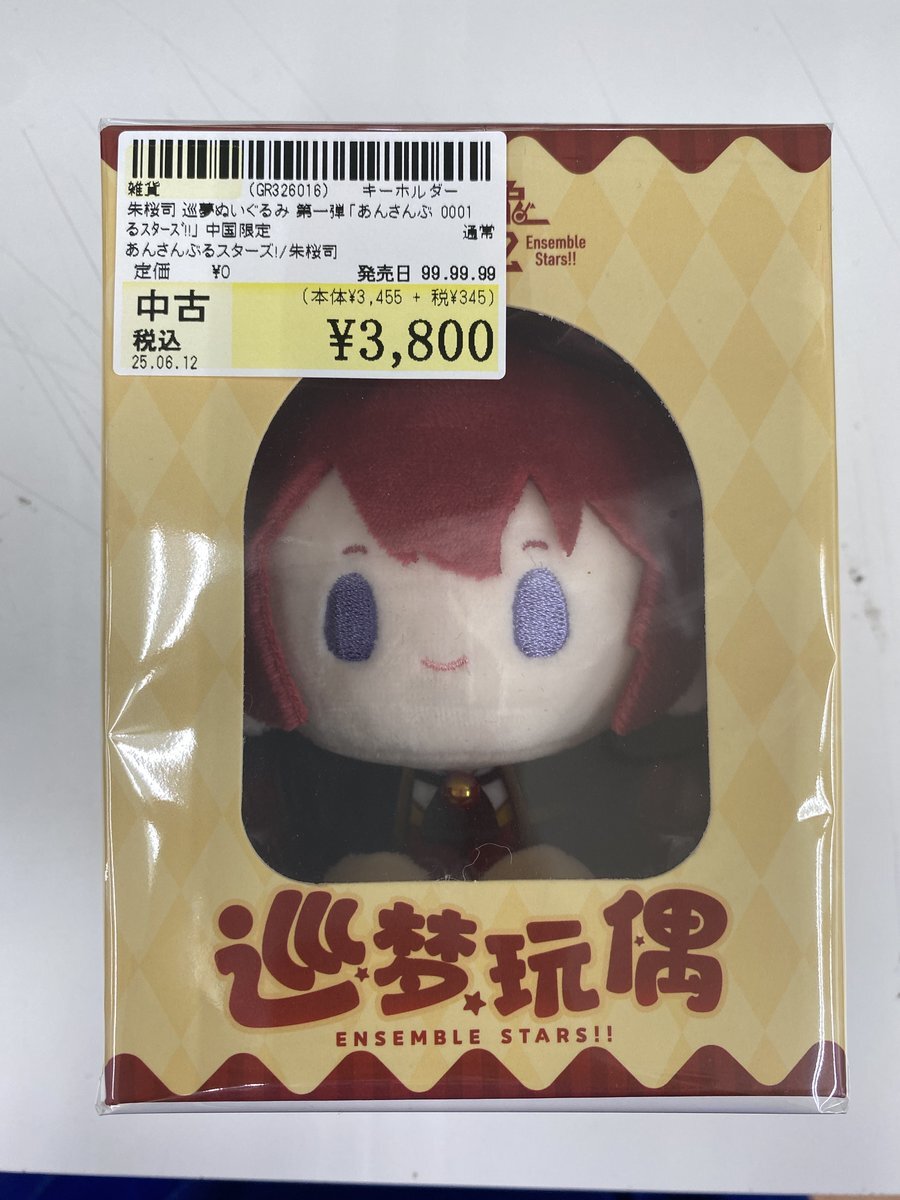 雑貨 (GR326016) キーホルダー
朱桜司 巡夢ぬいぐるみ 第一弾「あんさんぶ 0001
るスターズ!!」 中国限定 通常
あんさんぶるスターズ!/朱桜司
定価 ¥0 発売日 99.99.99
中古 (本体¥3,455 + 税¥345)
税込 ¥3,800
25.06.12
2 Ensemble
Stars!!
巡梦玩偶
ENSEMBLE STARS!!